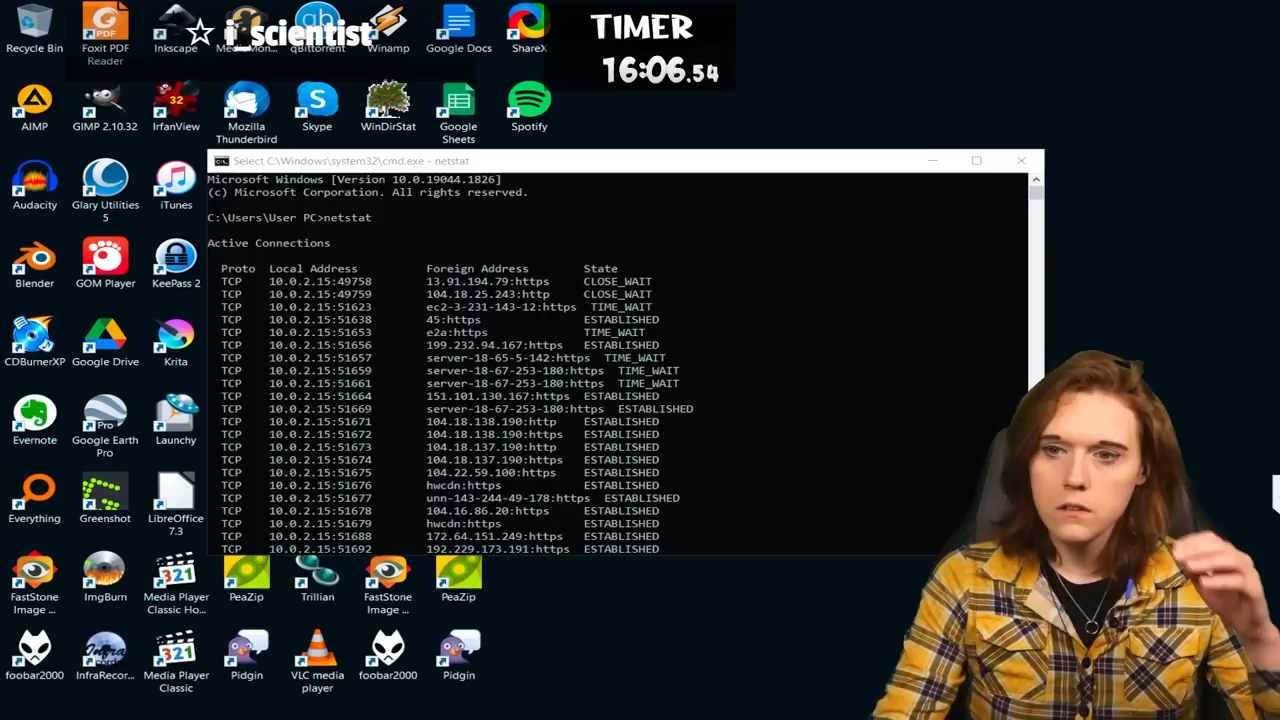 ☆ i_scientist
TIMER
16:06.54
Recycle Bin
Foxit PDF
Reader
Inkscape
qBittorrent
Winamp
Google Docs
ShareX
AIMP
GIMP 2.10.32
IrfanView
Mozilla
Thunderbird
Skype
WinDirStat
Google
Sheets
Spotify
Select C:\Windows\system32\cmd.exe - netstat
Microsoft Windows [Version 10.0.19044.1826]
(c) Microsoft Corporation. All rights reserved.
C:\Users\User PC>netstat
Active Connections
Proto Local Address Foreign Address State
TCP 10.0.2.15:49758 13.91.194.79:https CLOSE_WAIT
TCP 10.0.2.15:49759 104.18.25.243:http CLOSE_WAIT
TCP 10.0.2.15:51623 ec2-3-231-143-12:https TIME_WAIT
TCP 10.0.2.15:51638 45:https ESTABLISHED
TCP 10.0.2.15:51653 e2a:https TIME_WAIT
TCP 10.0.2.15:51656 199.232.94.167:https ESTABLISHED
TCP 10.0.2.15:51657 server-18-65-5-142:https TIME_WAIT
TCP 10.0.2.15:51659 server-18-67-253-180:https TIME_WAIT
TCP 10.0.2.15:51661 server-18-67-253-180:https TIME_WAIT
TCP 10.0.2.15:51664 151.101.130.167:https ESTABLISHED
TCP 10.0.2.15:51669 server-18-67-253-180:https ESTABLISHED
TCP 10.0.2.15:51671 104.18.138.190:http ESTABLISHED
TCP 10.0.2.15:51672 104.18.138.190:https ESTABLISHED
TCP 10.0.2.15:51673 104.18.137.190:http ESTABLISHED
TCP 10.0.2.15:51674 104.18.137.190:https ESTABLISHED
TCP 10.0.2.15:51675 104.22.59.100:https ESTABLISHED
TCP 10.0.2.15:51676 hwcdn:https ESTABLISHED
TCP 10.0.2.15:51677 unn-143-244-49-178:https ESTABLISHED
TCP 10.0.2.15:51678 104.16.86.20:https ESTABLISHED
TCP 10.0.2.15:51679 hwcdn:https ESTABLISHED
TCP 10.0.2.15:51688 172.64.151.249:https ESTABLISHED
TCP 10.0.2.15:51692 192.229.173.191:https ESTABLISHED
Audacity
Glary Utilities
5
iTunes
Blender
GOM Player
KeePass 2
CDBurnerXP
Google Drive
Krita
Evernote
Pro
Google Earth
Pro
Launchy
Everything
Greenshot
LibreOffice
7.3
FastStone
Image ...
ImgBurn
321
Media Player
Classic Ho...
PeaZip
Trillian
FastStone
Image ...
PeaZip
foobar2000
InfraRecor...
321
Media Player
Classic
Pidgin
VLC media
player
foobar2000
Pidgin